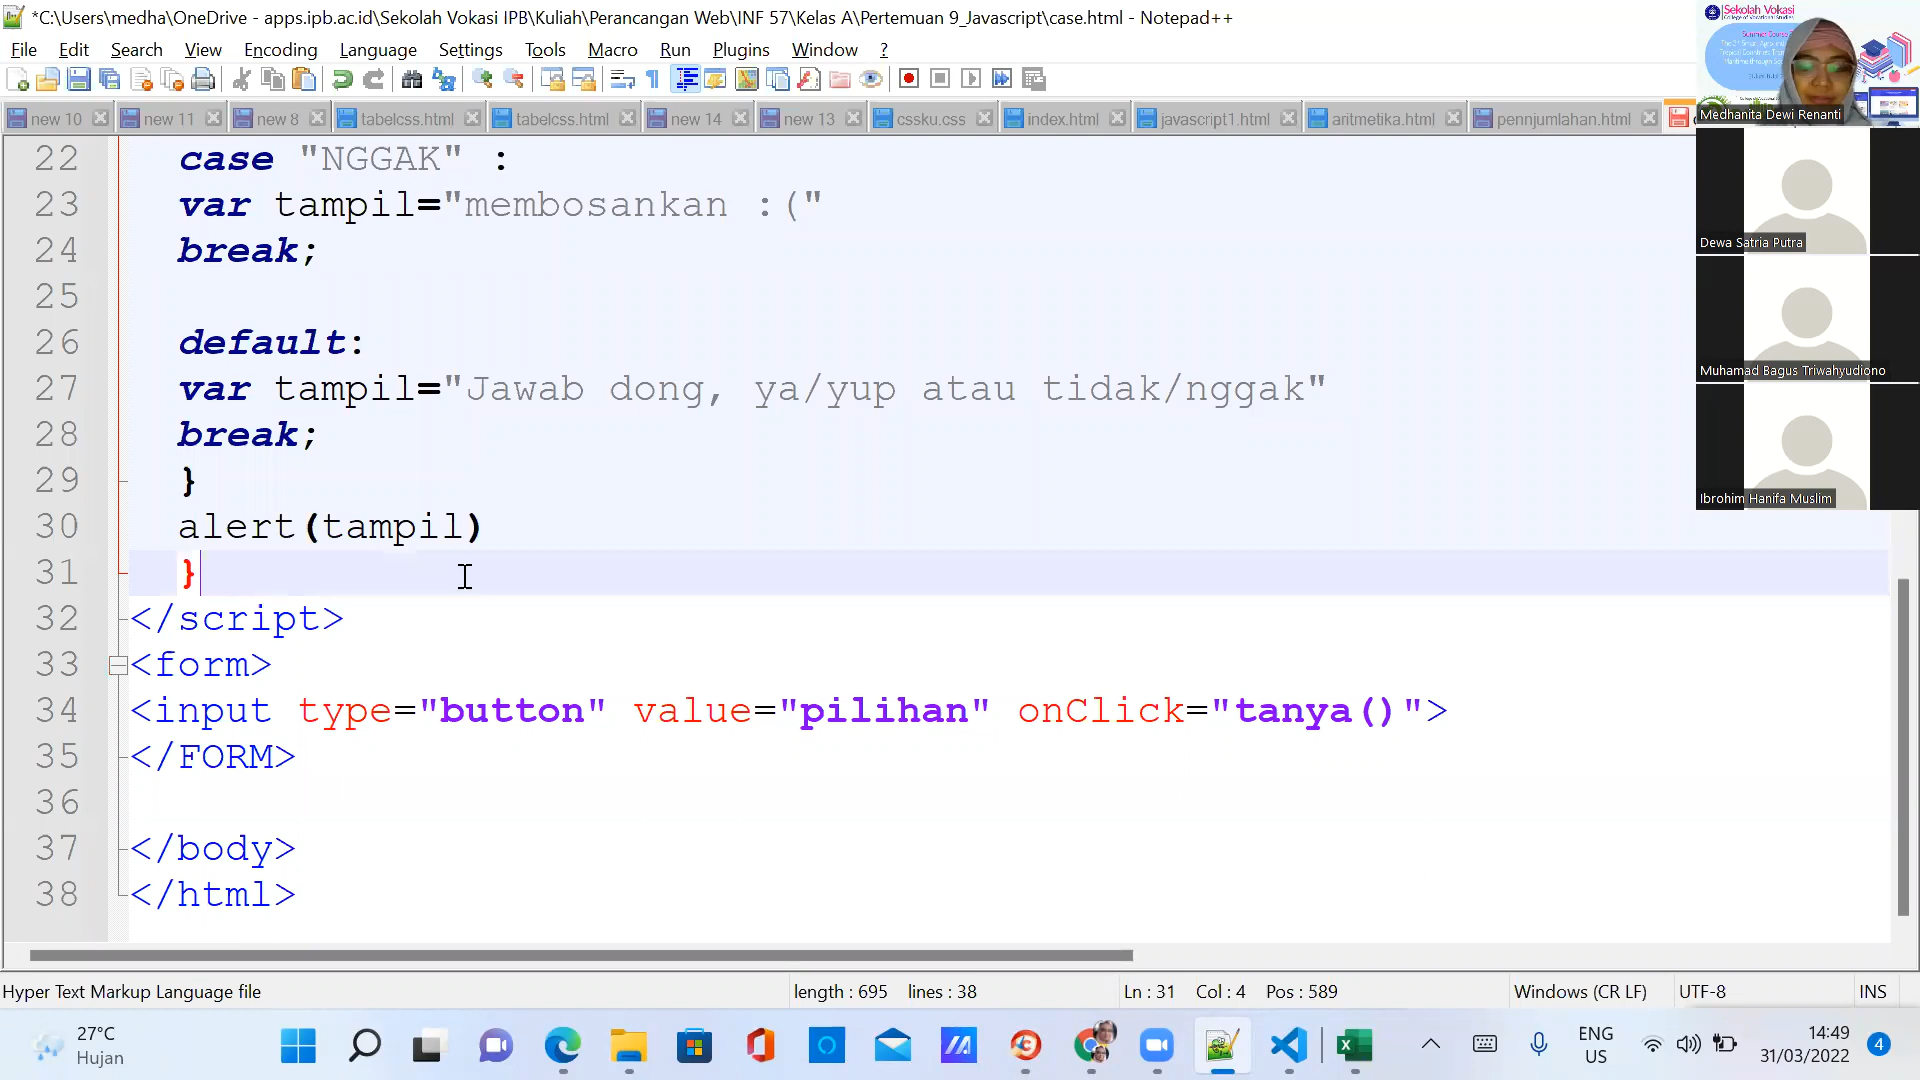 *C:\Users\medha\OneDrive - apps.ipb.ac.id\Sekolah Vokasi IPB\Kuliah\Perancangan Web\INF 57\Kelas A\Pertemuan 9_Javascript\case.html - Notepad++
File Edit Search View Encoding Language Settings Tools Macro Run Plugins Window ?
new 10 new 11 new 8 tabelcss.html tabelcss.html new 14 new 13 cssku.css index.html javascript1.html aritmetika.html pennjumlahan.html
22 case "NGGAK" :
23 var tampil="membosankan :("
24 break;
25
26 default:
27 var tampil="Jawab dong, ya/yup atau tidak/nggak"
28 break;
29 }
30 alert(tampil)
31 }
32 </script>
33 <form>
34 <input type="button" value="pilihan" onClick="tanya()">
35 </FORM>
36
37 </body>
38 </html>
Sekolah Vokasi
College of Vocational Studies
Medhanita Dewi Renanti
Dewa Satria Putra
Muhamad Bagus Triwahyudiono
Ibrohim Hanifa Muslim
Hyper Text Markup Language file length : 695 lines : 38 Ln : 31 Col : 4 Pos : 589 Windows (CR LF) UTF-8 INS
27°C
Hujan
ENG
US
14:49
31/03/2022
4